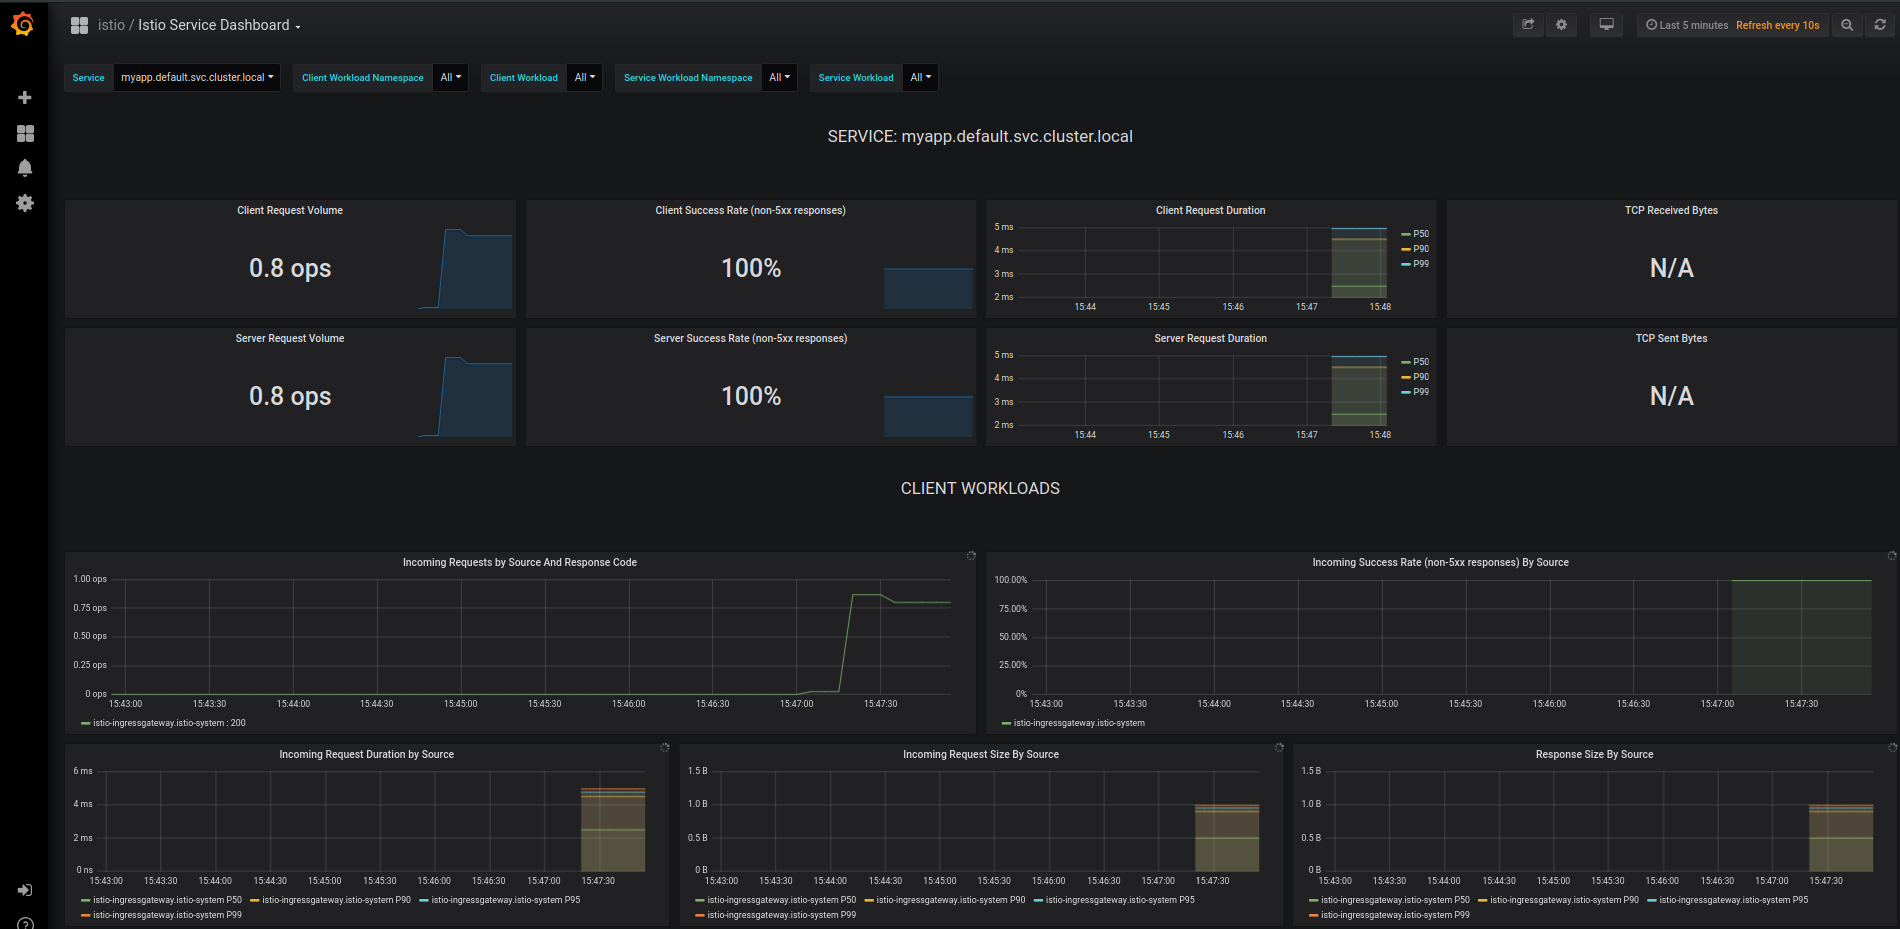 istio / Istio Service Dashboard
Last 5 minutes Refresh every 10s
Service myapp.default.svc.cluster.local Client Workload Namespace All Client Workload All Service Workload Namespace All Service Workload All
SERVICE: myapp.default.svc.cluster.local
Client Request Volume
0.8 ops
Client Success Rate (non-5xx responses)
100%
Client Request Duration
5 ms
4 ms
3 ms
2 ms
15:44 15:45 15:46 15:47 15:48
P50
P90
P99
TCP Received Bytes
N/A
Server Request Volume
0.8 ops
Server Success Rate (non-5xx responses)
100%
Server Request Duration
5 ms
4 ms
3 ms
2 ms
15:44 15:45 15:46 15:47 15:48
P50
P90
P99
TCP Sent Bytes
N/A
CLIENT WORKLOADS
Incoming Requests by Source And Response Code
1.00 ops
0.75 ops
0.50 ops
0.25 ops
0 ops
15:43:00 15:43:30 15:44:00 15:44:30 15:45:00 15:45:30 15:46:00 15:46:30 15:47:00 15:47:30
istio-ingressgateway.istio-system : 200
Incoming Success Rate (non-5xx responses) By Source
100.00%
75.00%
50.00%
25.00%
0%
15:43:00 15:43:30 15:44:00 15:44:30 15:45:00 15:45:30 15:46:00 15:46:30 15:47:00 15:47:30
istio-ingressgateway.istio-system
Incoming Request Duration by Source
6 ms
4 ms
2 ms
0 ns
15:43:00 15:43:30 15:44:00 15:44:30 15:45:00 15:45:30 15:46:00 15:46:30 15:47:00 15:47:30
istio-ingressgateway.istio-system P50 istio-ingressgateway.istio-system P90 istio-ingressgateway.istio-system P95
istio-ingressgateway.istio-system P99
Incoming Request Size By Source
1.5 B
1.0 B
0.5 B
0 B
15:43:00 15:43:30 15:44:00 15:44:30 15:45:00 15:45:30 15:46:00 15:46:30 15:47:00 15:47:30
istio-ingressgateway.istio-system P50 istio-ingressgateway.istio-system P90 istio-ingressgateway.istio-system P95
istio-ingressgateway.istio-system P99
Response Size By Source
1.5 B
1.0 B
0.5 B
0 B
15:43:00 15:43:30 15:44:00 15:44:30 15:45:00 15:45:30 15:46:00 15:46:30 15:47:00 15:47:30
istio-ingressgateway.istio-system P50 istio-ingressgateway.istio-system P90 istio-ingressgateway.istio-system P95
istio-ingressgateway.istio-system P99